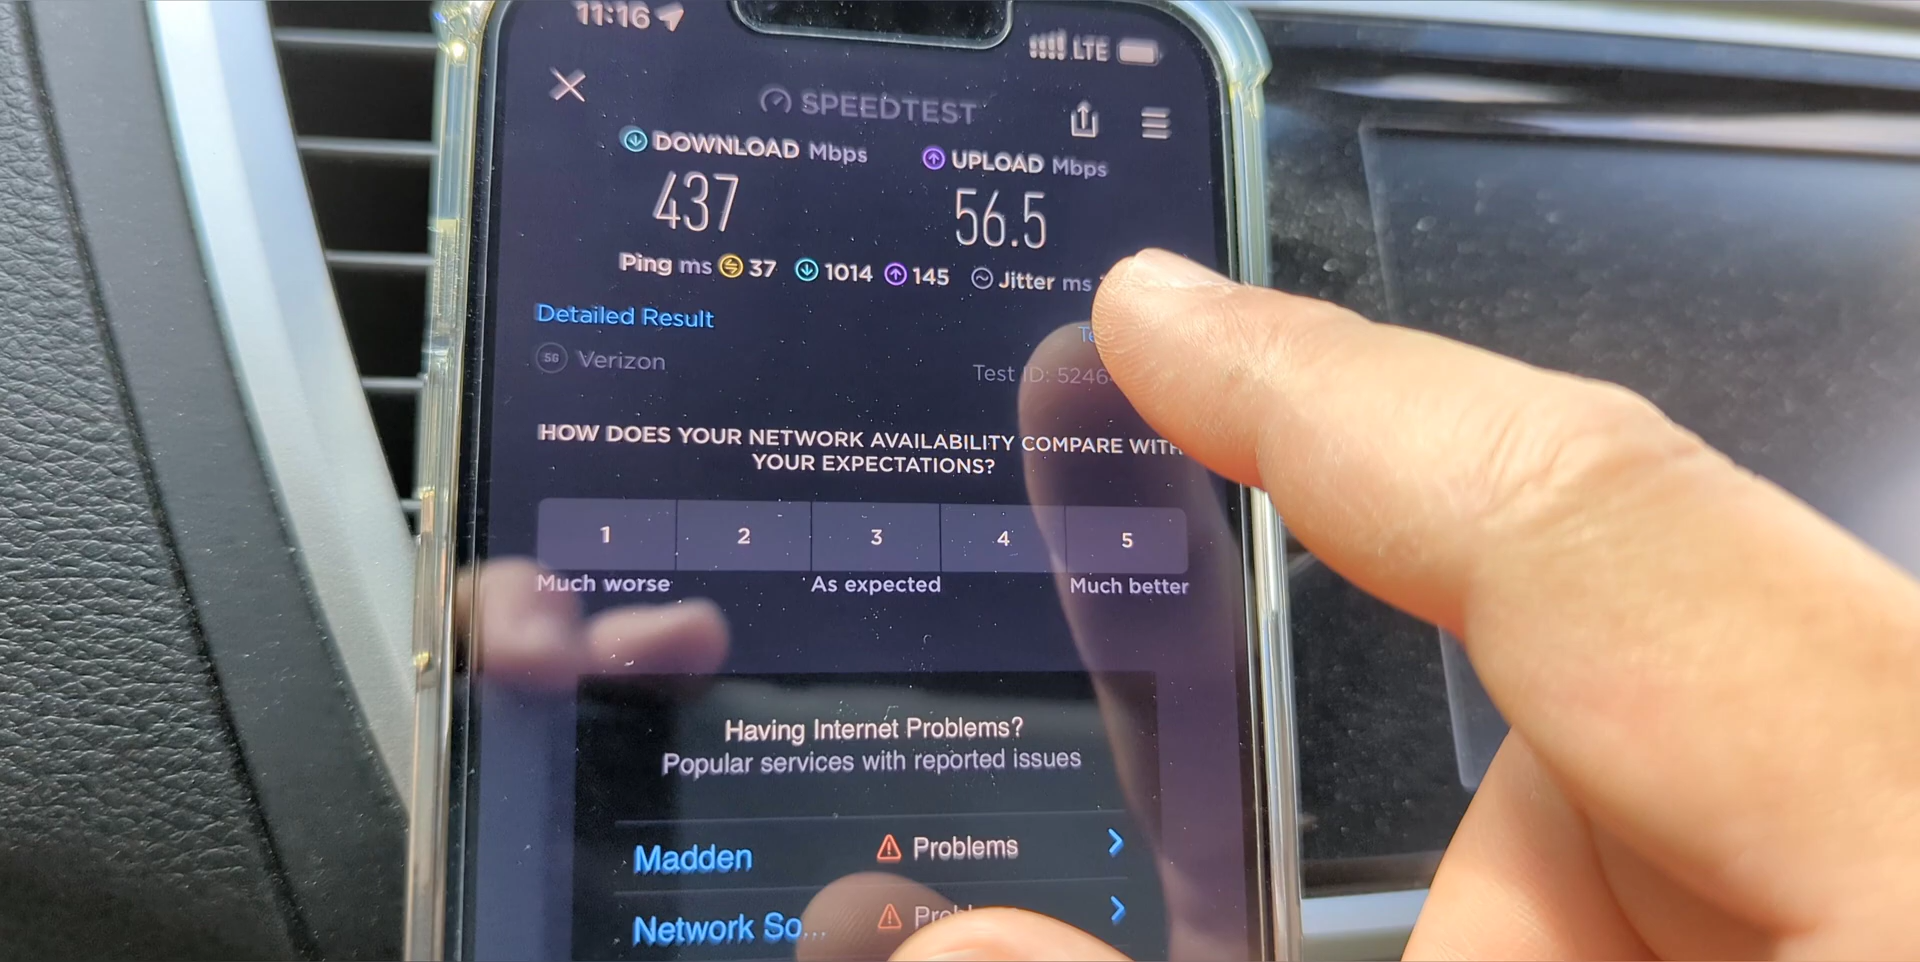 11:16
LTE
SPEEDTEST
DOWNLOAD Mbps
UPLOAD Mbps
437
56.5
Ping ms 37 1014 145 Jitter ms
Detailed Result
5G Verizon
Test ID: 5246
HOW DOES YOUR NETWORK AVAILABILITY COMPARE WITH
YOUR EXPECTATIONS?
1 2 3 4 5
Much worse As expected Much better
Having Internet Problems?
Popular services with reported issues
Madden Problems
Network So...